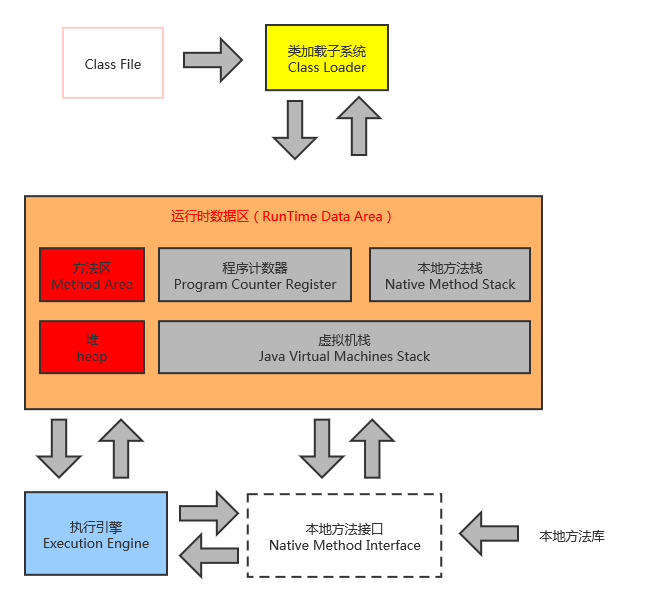 类加载子系统
Class File
Class Loader
运行时数据区（RunTime Data Area）
方法区
Method Area
程序计数器
Program Counter Register
本地方法栈
Native Method Stack
堆
heap
虚拟机栈
Java Virtual Machines Stack
执行引擎
Execution Engine
本地方法接口
Native Method Interface
本地方法库